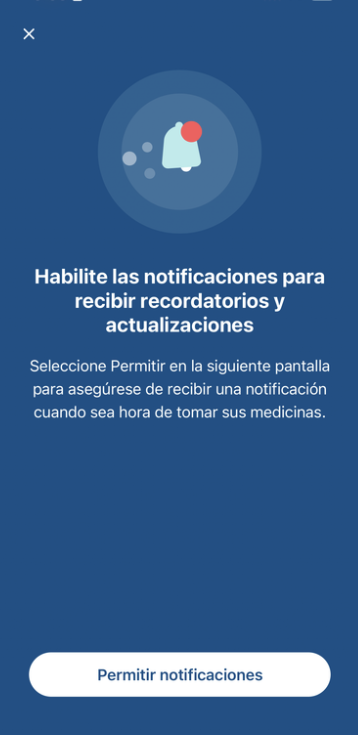 Habilite las notificaciones para
recibir recordatorios y
actualizaciones
Seleccione Permitir en la siguiente pantalla
para asegúrese de recibir una notificación
cuando sea hora de tomar sus medicinas.
Permitir notificaciones